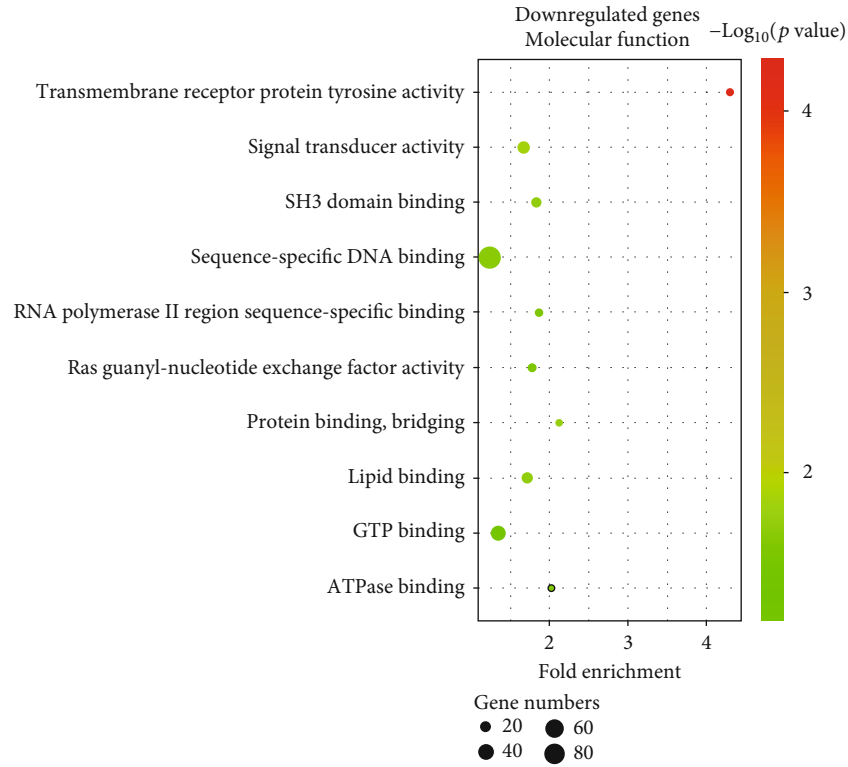 Downregulated genes
Molecular function
−Log10(p value)
Transmembrane receptor protein tyrosine activity
Signal transducer activity
SH3 domain binding
Sequence-specific DNA binding
RNA polymerase II region sequence-specific binding
Ras guanyl-nucleotide exchange factor activity
Protein binding, bridging
Lipid binding
GTP binding
ATPase binding
4
3
2
2 3 4
Fold enrichment
Gene numbers
20 60
40 80